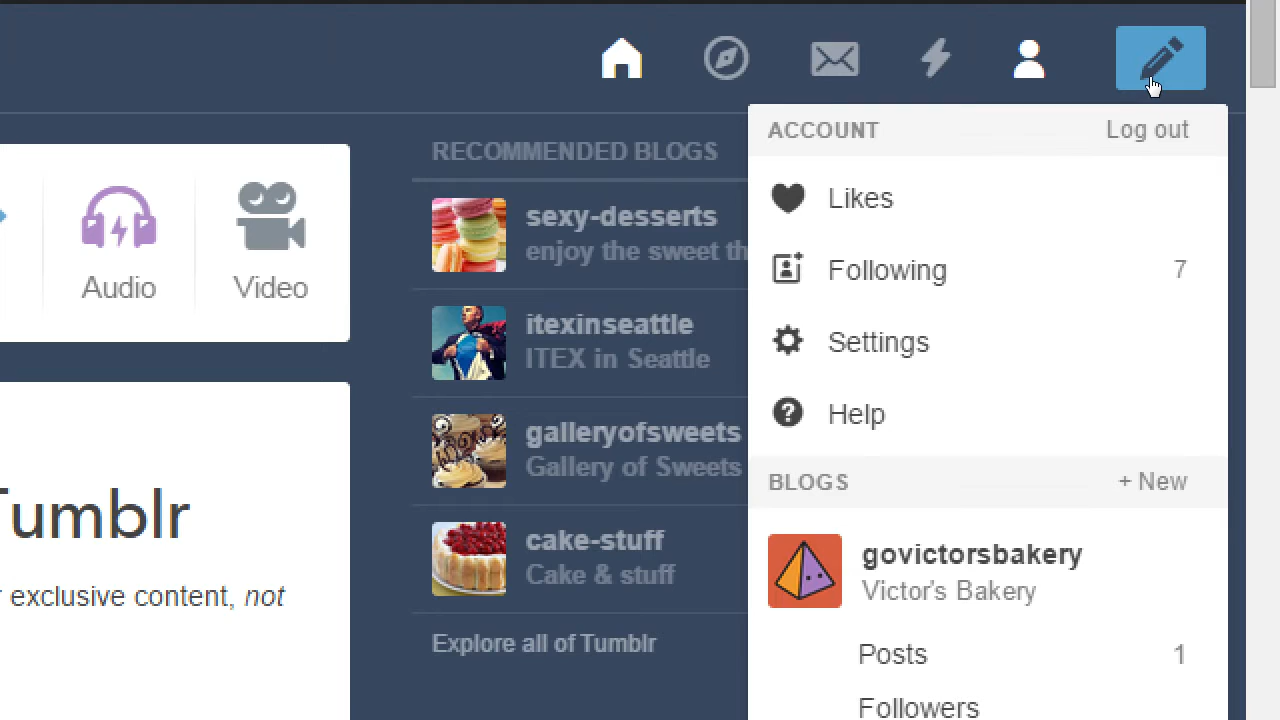 ACCOUNT Log out
RECOMMENDED BLOGS
Likes
sexy-desserts
enjoy the sweet th
Following 7
Audio Video
itexinseattle
ITEX in Seattle
Settings
Help
galleryofsweets
Gallery of Sweets
BLOGS + New
Tumblr
cake-stuff
Cake & stuff
govictorsbakery
Victor's Bakery
r exclusive content, not
Explore all of Tumblr
Posts 1
Followers